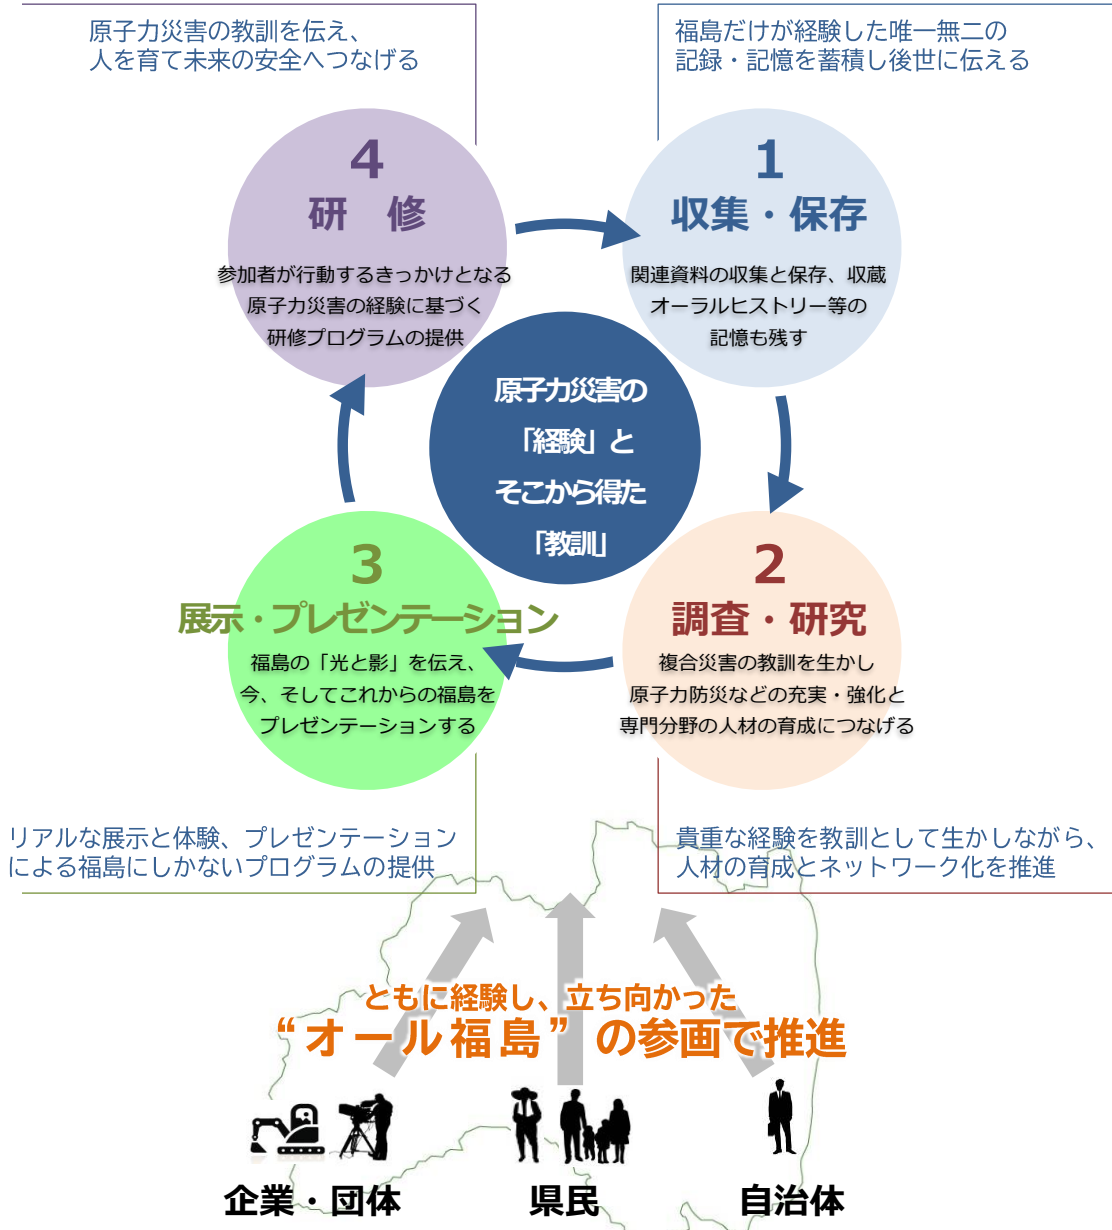 原子力災害の教訓を伝え、
人を育て未来の安全へつなげる
福島だけが経験した唯一無二の
記録・記憶を蓄積し後世に伝える
4
研 修
参加者が行動するきっかけとなる
原子力災害の経験に基づく
研修プログラムの提供
1
収集・保存
関連資料の収集と保存、収蔵
オーラルヒストリー等の
記憶も残す
原子力災害の
「経験」と
そこから得た
「教訓」
3
展示・プレゼンテーション
福島の「光と影」を伝え、
今、そしてこれからの福島を
プレゼンテーションする
2
調査・研究
複合災害の教訓を生かし
原子力防災などの充実・強化と
専門分野の人材の育成につなげる
リアルな展示と体験、プレゼンテーション
による福島にしかないプログラムの提供
貴重な経験を教訓として生かしながら、
人材の育成とネットワーク化を推進
ともに経験し、立ち向かった
“オール福島”の参画で推進
企業・団体
県民
自治体